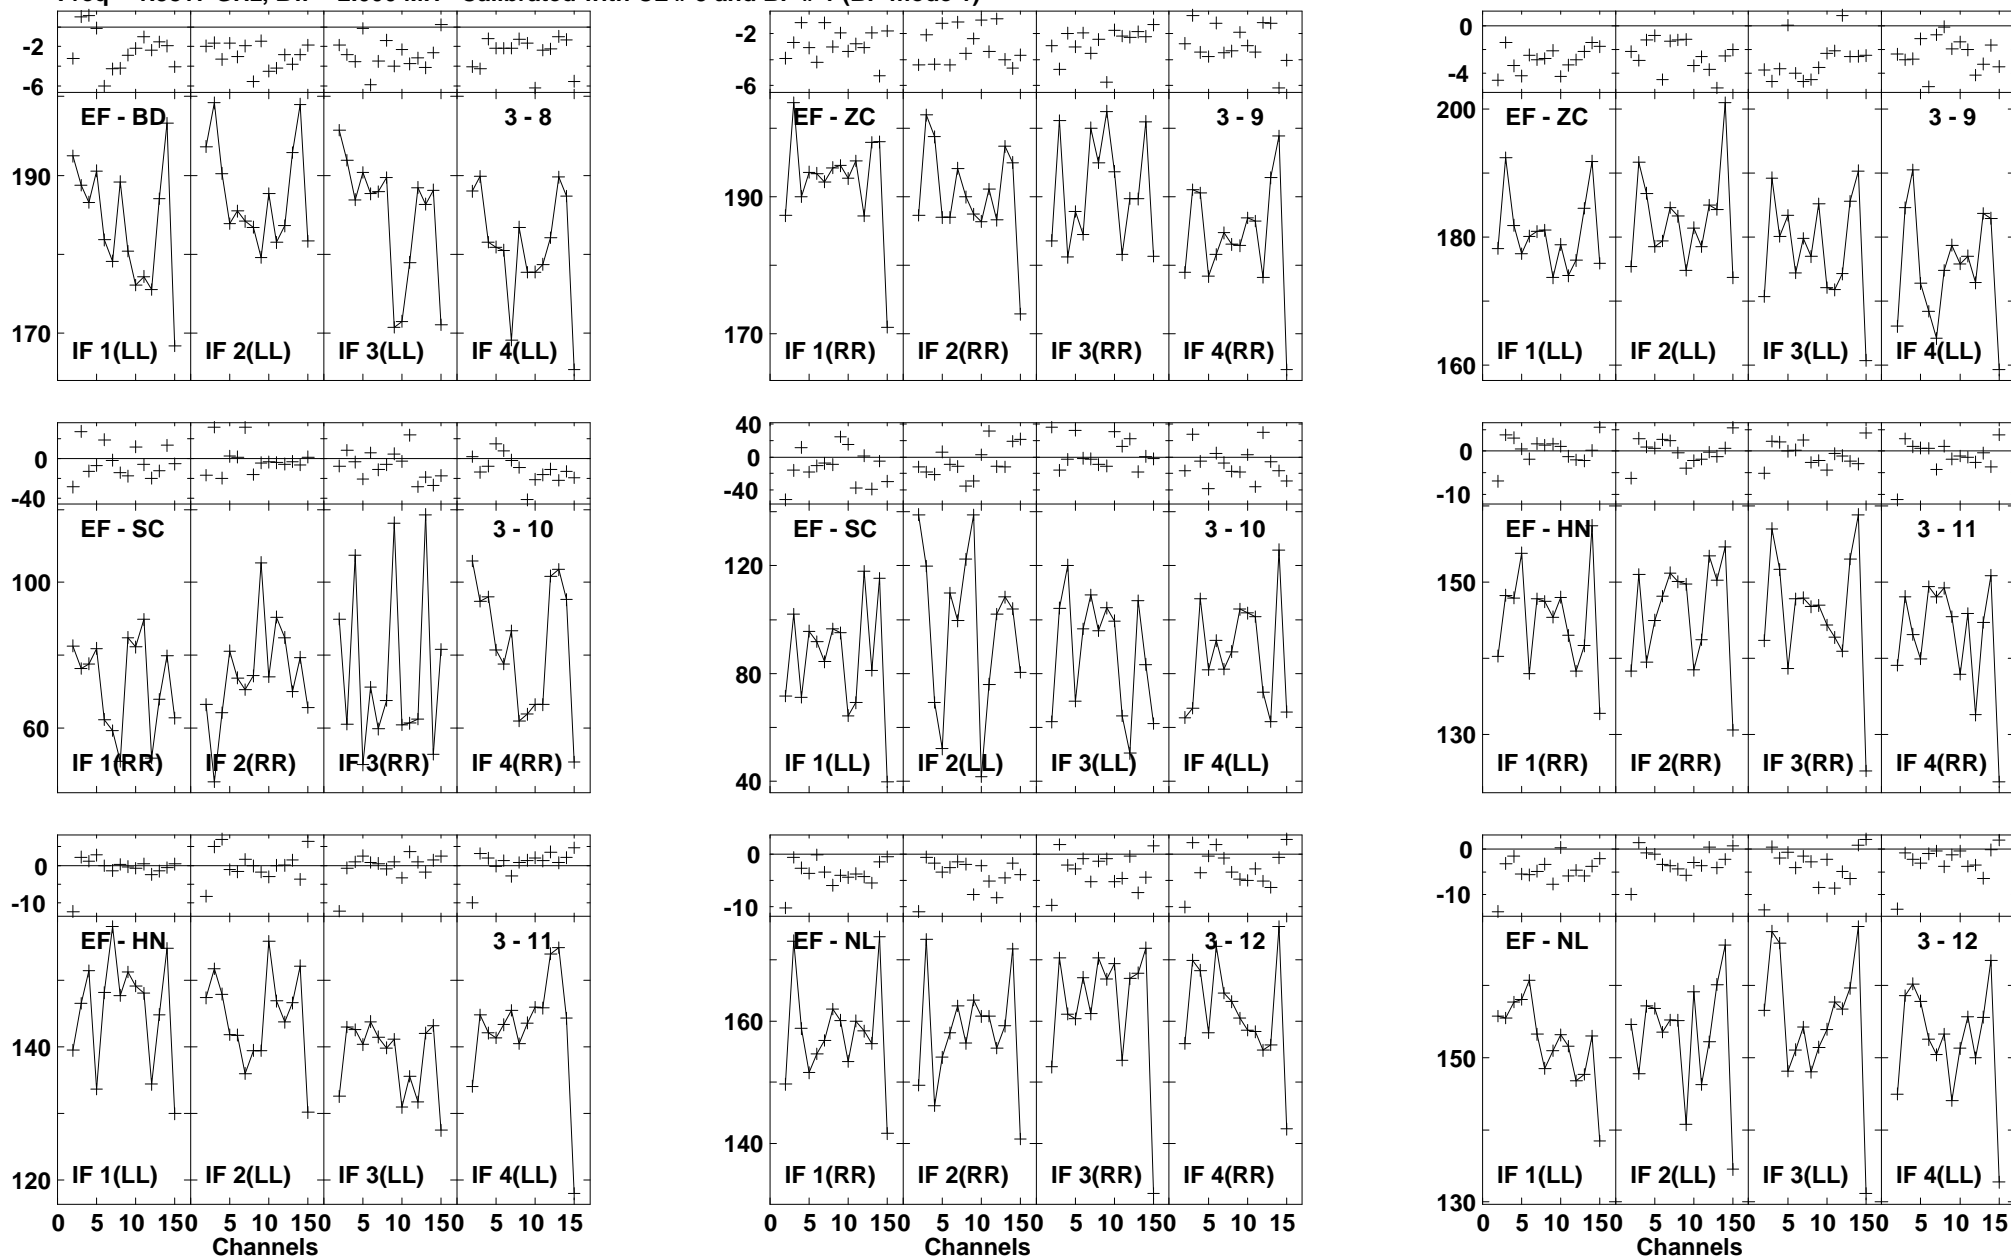 -2
-6
EF - BD
3 - 8
190
170
IF 1(LL)
IF 2(LL)
IF 3(LL)
IF 4(LL)
-2
-6
EF - ZC
3 - 9
190
170
IF 1(RR)
IF 2(RR)
IF 3(RR)
IF 4(RR)
0
-4
200
EF - ZC
3 - 9
180
160
IF 1(LL)
IF 2(LL)
IF 3(LL)
IF 4(LL)
0
-40
EF - SC
3 - 10
100
60
IF 1(RR)
IF 2(RR)
IF 3(RR)
IF 4(RR)
40
0
-40
EF - SC
3 - 10
120
80
40
IF 1(LL)
IF 2(LL)
IF 3(LL)
IF 4(LL)
0
-10
EF - HN
3 - 11
150
130
IF 1(RR)
IF 2(RR)
IF 3(RR)
IF 4(RR)
0
-10
EF - HN
3 - 11
140
120
IF 1(LL)
IF 2(LL)
IF 3(LL)
IF 4(LL)
0 5 10 150 5 10 150 5 10 150 5 10 15
Channels
0
-10
EF - NL
3 - 12
160
140
IF 1(RR)
IF 2(RR)
IF 3(RR)
IF 4(RR)
0 5 10 150 5 10 150 5 10 150 5 10 15
Channels
0
-10
EF - NL
3 - 12
150
130
IF 1(LL)
IF 2(LL)
IF 3(LL)
IF 4(LL)
0 5 10 150 5 10 150 5 10 150 5 10 15
Channels